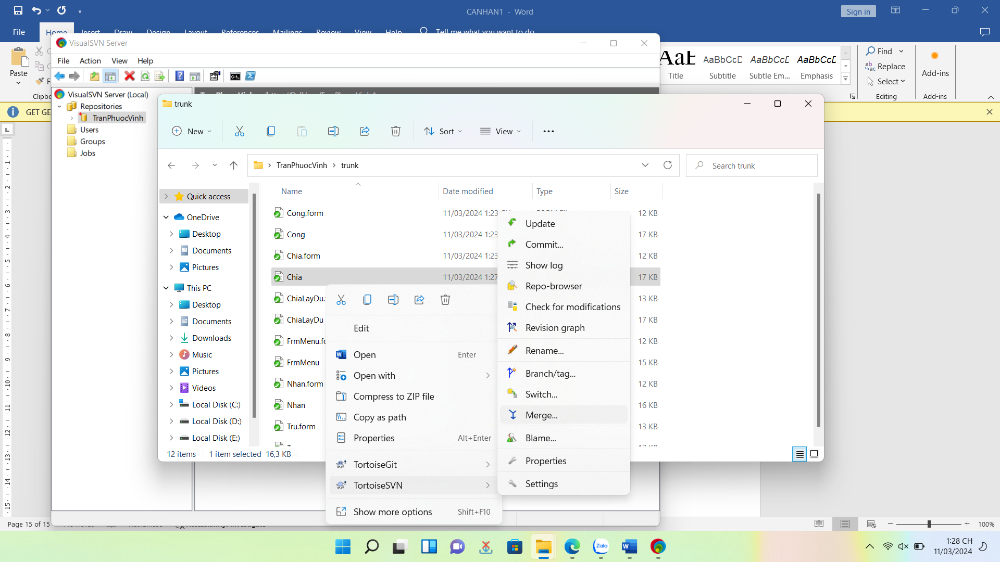 CANHAN1 - Word
Sign in
File
Home
Insert
Draw
Design
Layout
References
Mailings
Review
View
Help
Tell me what you want to do
VisualSVN Server
File Action View Help
Paste
Clipbo
Title
AaBbCcD
Subtitle
AaBbCcD
Subtle Em...
AaBbCcD
Emphasis
Find
Replace
Select
Editing
Add-ins
Add-ins
GET GE
VisualSVN Server (Local)
Repositories
TranPhuocVinh
Users
Groups
Jobs
trunk
New
Sort
View
TranPhuocVinh
trunk
Search trunk
Quick access
OneDrive
Desktop
Documents
Pictures
This PC
Desktop
Documents
Downloads
Music
Pictures
Videos
Local Disk (C:)
Local Disk (D:)
Local Disk (E:)
Name Date modified Type Size
Cong.form 11/03/2024 1:23 12 KB
Cong 11/03/2024 1:23 17 KB
Chia.form 11/03/2024 1:23 12 KB
Chia 11/03/2024 1:27 17 KB
ChiaLayDu. 13 KB
ChiaLayDu 17 KB
FrmMenu.fo 12 KB
FrmMenu 15 KB
Nhan.form 12 KB
Nhan 16 KB
Tru.form 13 KB
12 items 1 item selected 16,3 KB
Edit
Open Enter
Open with
Compress to ZIP file
Copy as path
Properties Alt+Enter
TortoiseGit
TortoiseSVN
Show more options Shift+F10
Update
Commit...
Show log
Repo-browser
Check for modifications
Revision graph
Rename...
Branch/tag...
Switch...
Merge...
Blame...
Properties
Settings
Page 15 of 15
100%
Zalo
1:28 CH
11/03/2024